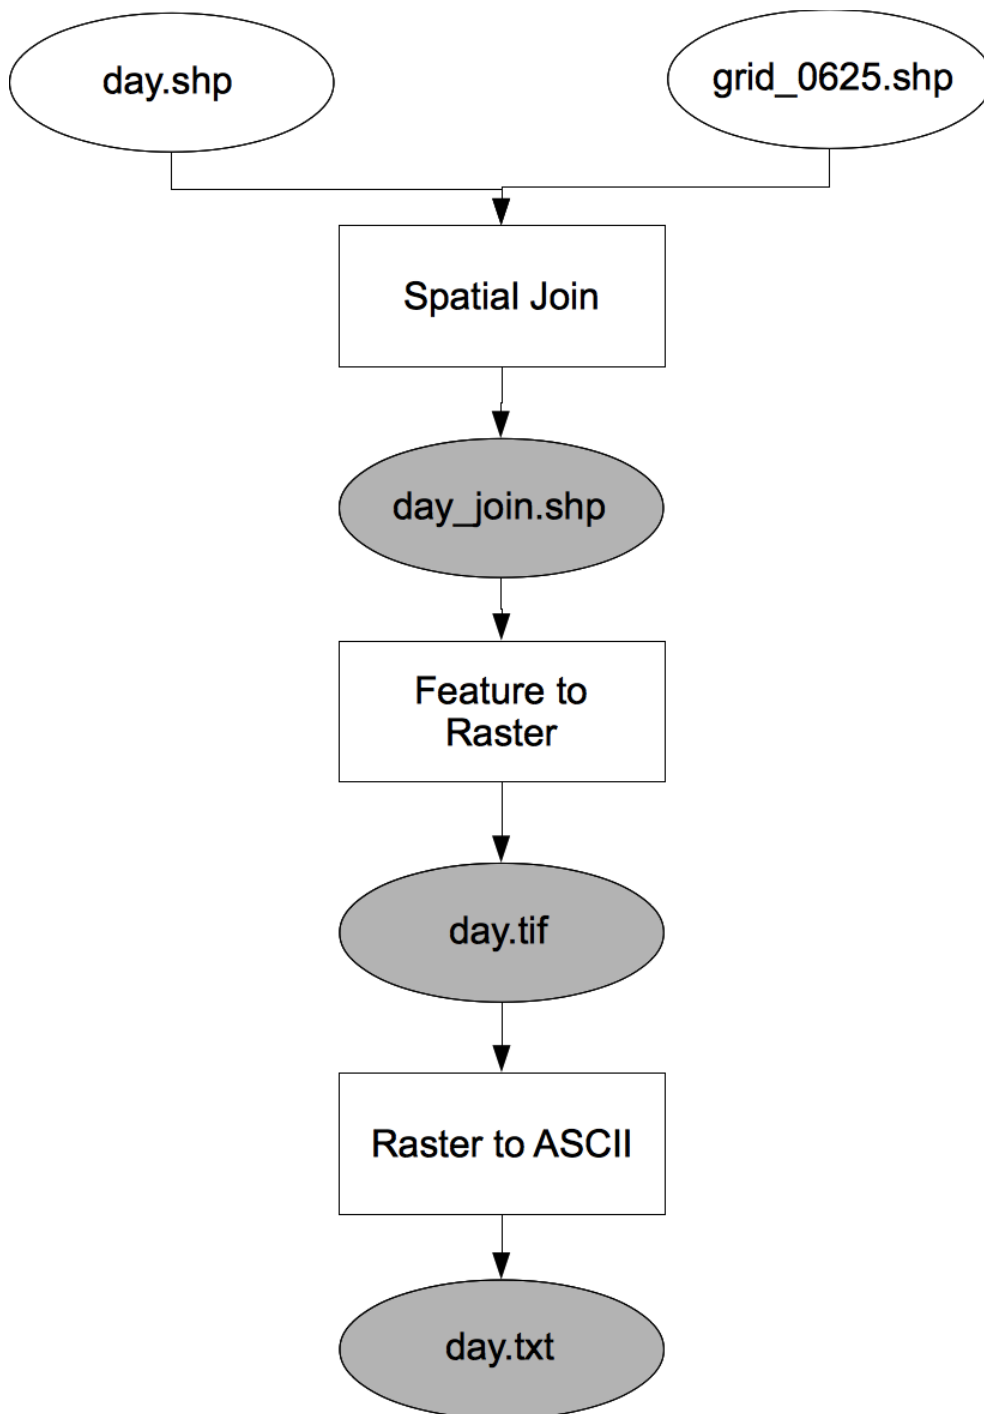 day.shp
grid_0625.shp
Spatial Join
day_join.shp
Feature to
Raster
day.tif
Raster to ASCII
day.txt